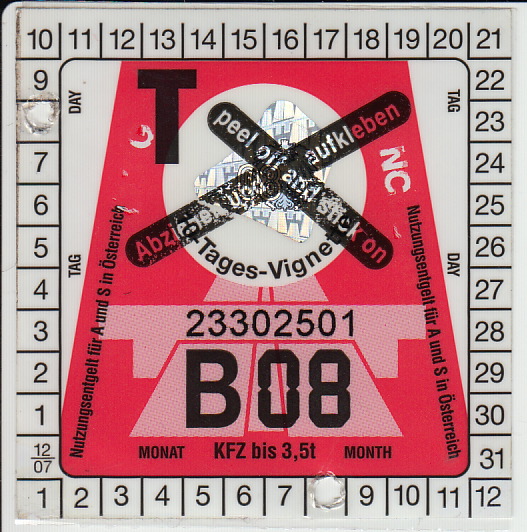 10 11 12 13 14 15 16 17 18 19 20 21
9 22
DAY
TAG
T
23
peel off and stick on
Abziehen und aufkleben
7 24
NC
6 25
10 Tages-Vignette
5 26
TAG
DAY
4 27
Nutzungsentgelt für A und S in Österreich
Nutzungsentgelt für A und S in Österreich
3 28
23302501
2 29
B 08
1 30
12/07
MONAT KFZ bis 3,5t MONTH
31
1 2 3 4 5 6 7 9 10 11 12